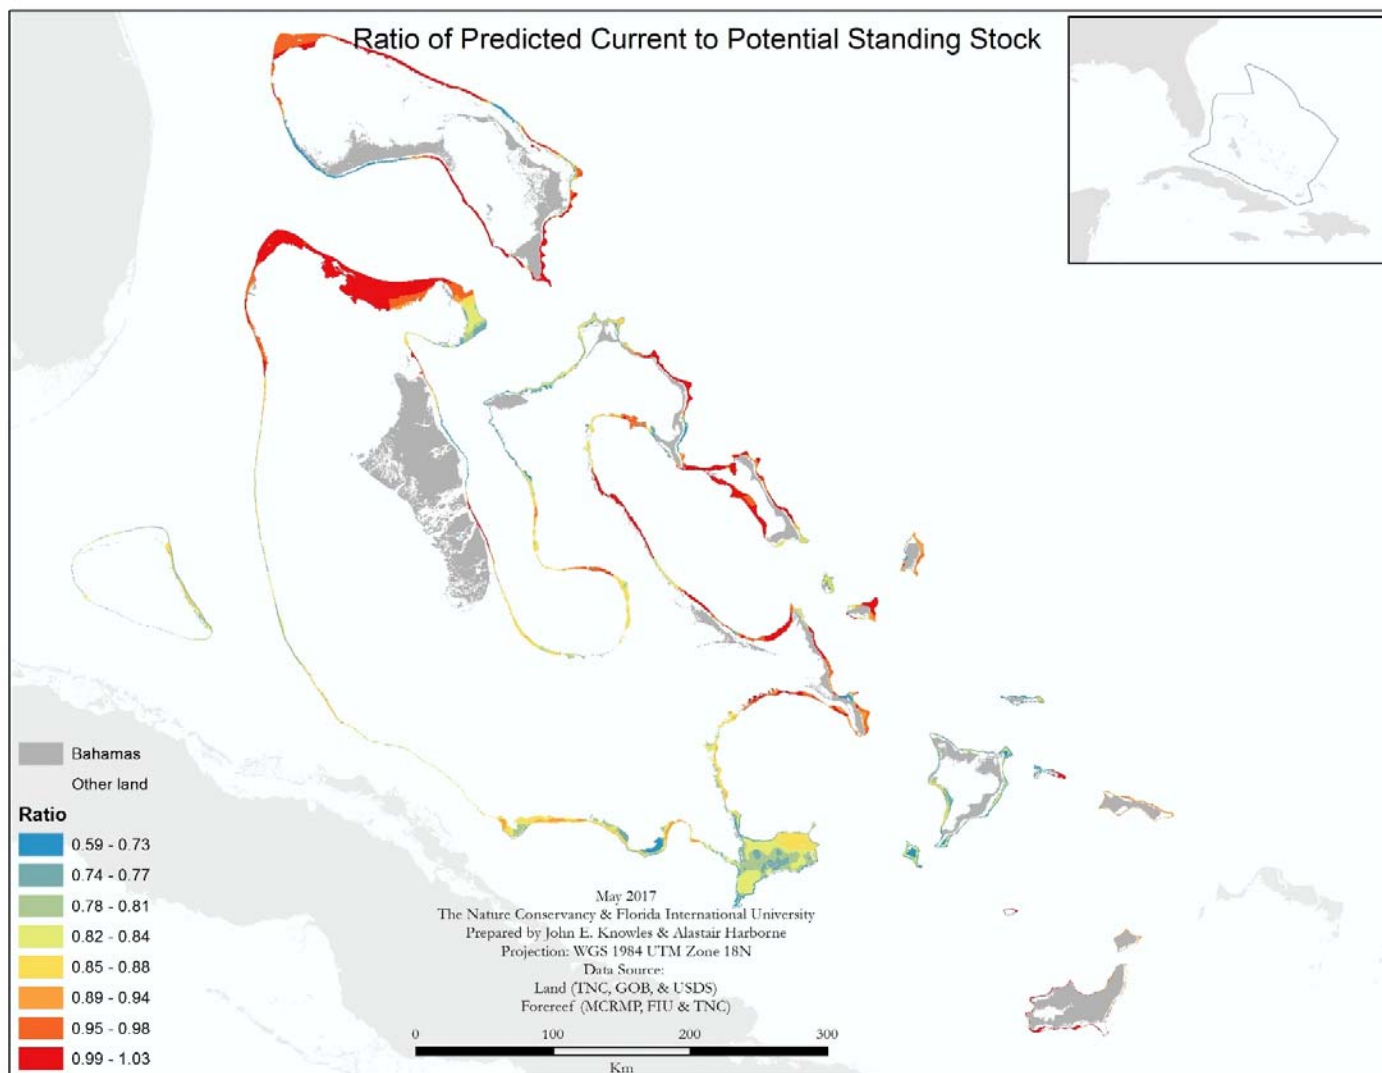 Ratio of Predicted Current to Potential Standing Stock
Bahamas
Other land
Ratio
0.59 - 0.73
0.74 - 0.77
0.78 - 0.81
0.82 - 0.84
0.85 - 0.88
0.89 - 0.94
0.95 - 0.98
0.99 - 1.03
May 2017
The Nature Conservancy & Florida International University
Prepared by John E. Knowles & Alastair Harborne
Projection: WGS 1984 UTM Zone 18N
Data Source:
Land (TNC, GOB, & USDS)
Forereef (MCRMP, FIU & TNC)
0 100 200 300
Km